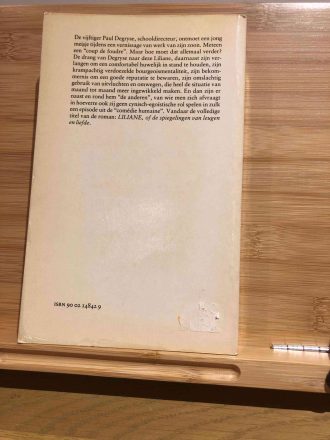 De vijftiger Paul Degryse, schooldirecteur, ontmoet een jong
meisje tijdens een vernissage van werk van zijn zoon. Meteen
een "coup de foudre". Maar hoe moet dat allemaal verder?
De drang van Degryse naar deze Liliane, daarnaast zijn ver-
langen om een comfortabel huwelijk in stand te houden, zijn
krampachtig verdoezelde bourgeoismentaliteit, zijn bekom-
mernis om een goede reputatie te bewaren, zijn omslachtig
gebruik van uitvluchten en omwegen, die heel de situatie van
maand tot maand meer ingewikkeld maken. En dan zijn er
naast en rond hem "de anderen", van wie men zich afvraagt
in hoeverre ook zij geen cynisch-egoïstische rol spelen in zulk
een episode uit de "comédie humaine". Vandaar de volledige
titel van de roman: LILIANE, of de spiegelingen van leugen
en liefde.
ISBN 90 02 14842 9